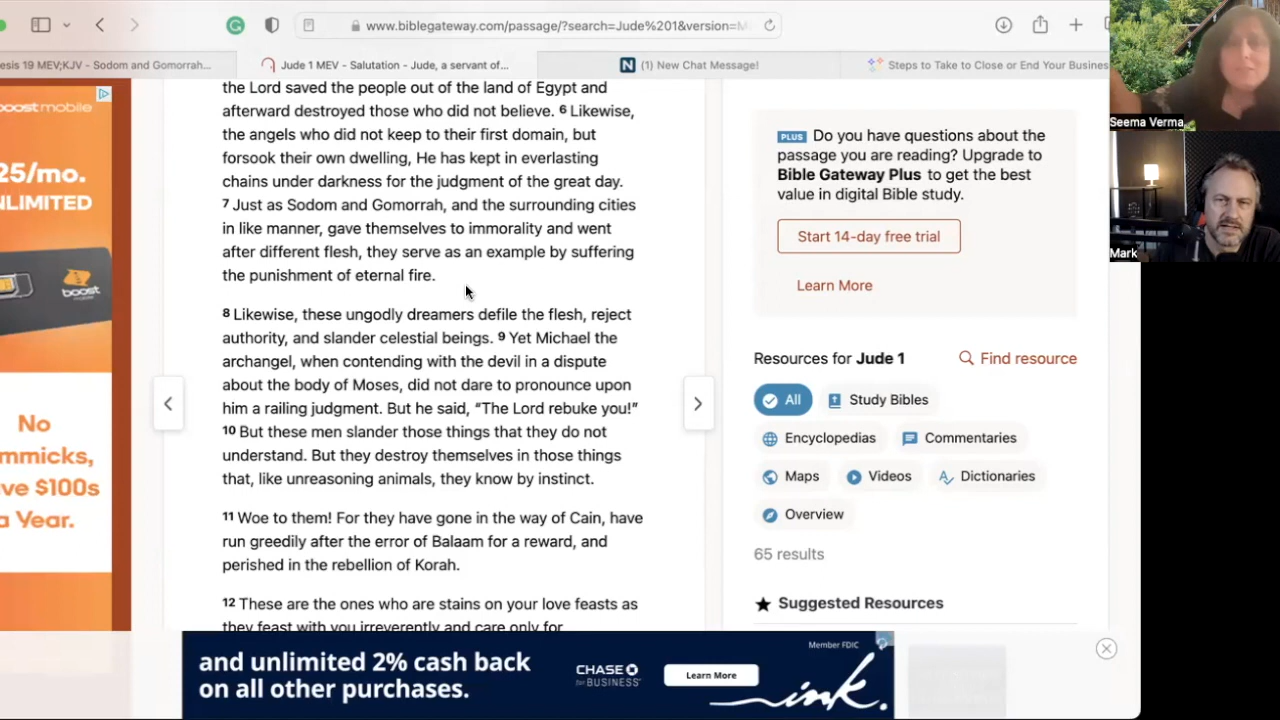 www.biblegateway.com/passage/?search=Jude%201&version=M
esis 19 MEV;KJV - Sodom and Gomorrah...
Jude 1 MEV - Salutation - Jude, a servant of...
N
(1) New Chat Message!
Steps to Take to Close or End Your Busines
boost mobile
25/mo.
NLIMITED
boost
No
mmicks,
ve $100s
a Year.
the Lord saved the people out of the land of Egypt and
afterward destroyed those who did not believe. 6 Likewise,
the angels who did not keep to their first domain, but
forsook their own dwelling, He has kept in everlasting
chains under darkness for the judgment of the great day.
7 Just as Sodom and Gomorrah, and the surrounding cities
in like manner, gave themselves to immorality and went
after different flesh, they serve as an example by suffering
the punishment of eternal fire.
8 Likewise, these ungodly dreamers defile the flesh, reject
authority, and slander celestial beings. 9 Yet Michael the
archangel, when contending with the devil in a dispute
about the body of Moses, did not dare to pronounce upon
him a railing judgment. But he said, “The Lord rebuke you!”
10 But these men slander those things that they do not
understand. But they destroy themselves in those things
that, like unreasoning animals, they know by instinct.
11 Woe to them! For they have gone in the way of Cain, have
run greedily after the error of Balaam for a reward, and
perished in the rebellion of Korah.
12 These are the ones who are stains on your love feasts as
they feast with you irreverently and care only for
PLUS Do you have questions about the
passage you are reading? Upgrade to
Bible Gateway Plus to get the best
value in digital Bible study.
Start 14-day free trial
Learn More
Resources for Jude 1
Find resource
All
Study Bibles
Encyclopedias
Commentaries
Maps
Videos
Dictionaries
Overview
65 results
Suggested Resources
Seema Verma
Mark
and unlimited 2% cash back
on all other purchases.
CHASE
for BUSINESS
Learn More
Member FDIC
ink.